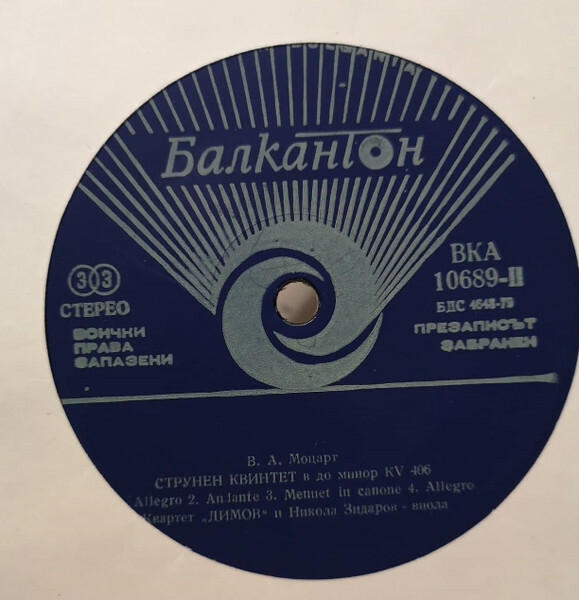 Балкантон
33
СТЕРЕО
ВСИЧКИ
ПРАВА
ЗАПАЗЕНИ
ВКА
10689-II
БДС 4641-79
ПРЕЗАПИСЪТ
ЗАБРАНЕН
В. А. Моцарт
СТРУНЕН КВИНТЕТ в до минор KV 406
Allegro 2. Andante 3. Menuet in canone 4. Allegro
Квартет „ДИМОВ“ и Никола Зидаров - виола